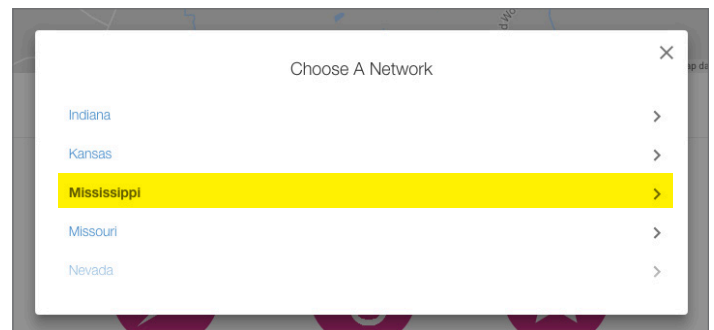 Choose A Network
Indiana
Kansas
Mississippi
Missouri
Nevada